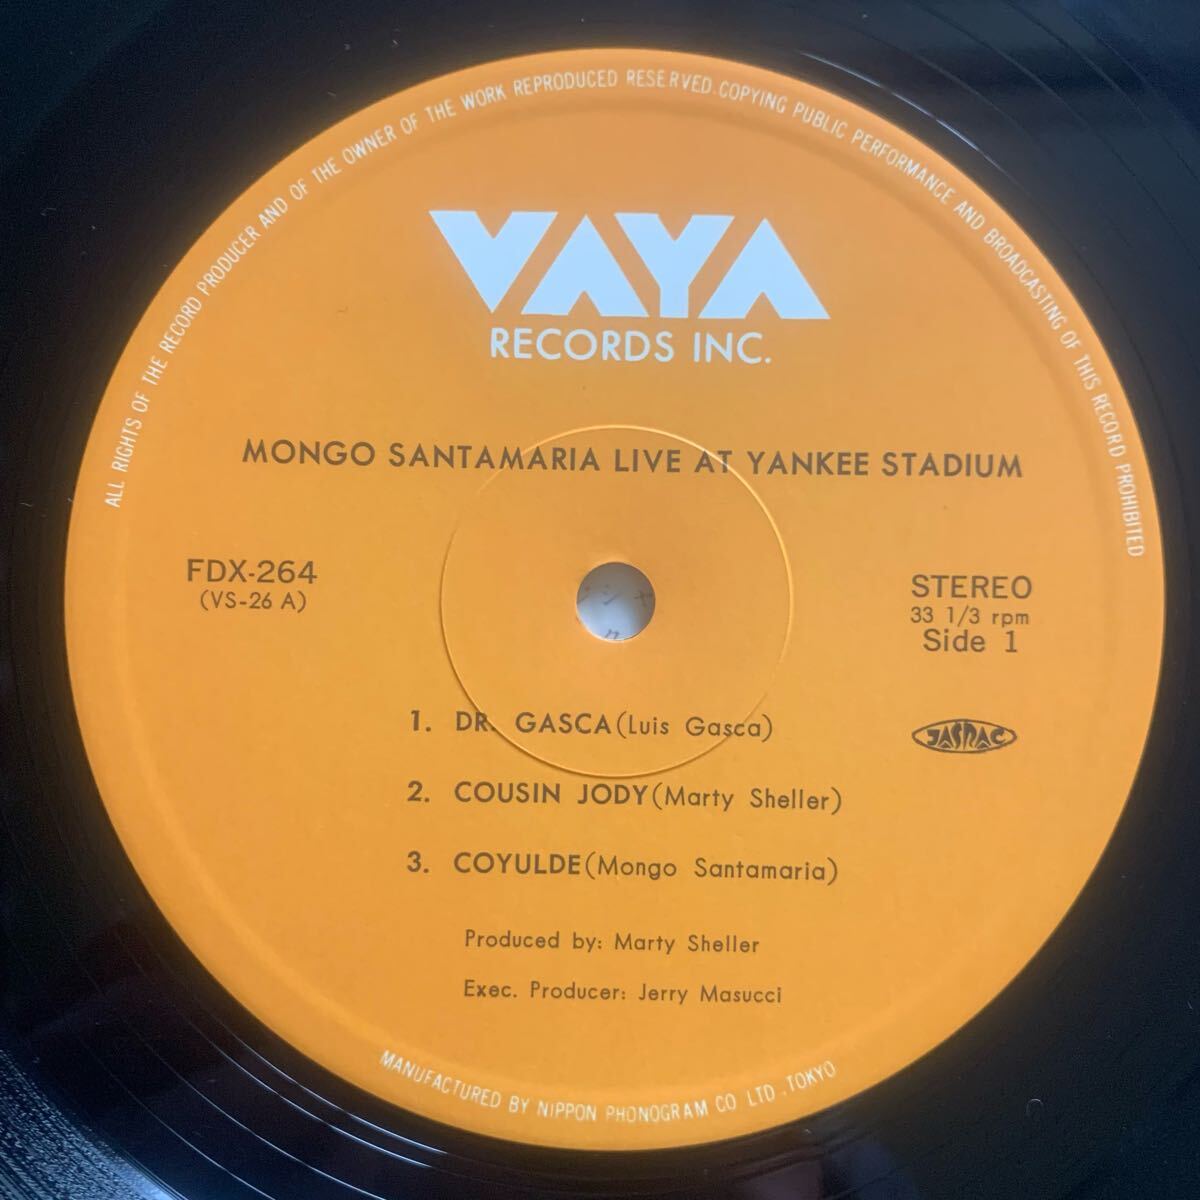 ALL RIGHTS OF THE RECORD PRODUCER AND OF THE OWNER OF THE WORK REPRODUCED RESERVED.COPYING PUBLIC PERFORMANCE AND BROADCASTING OF THIS RECORD PROHIBITED
VAYA
RECORDS INC.
MONGO SANTAMARIA LIVE AT YANKEE STADIUM
FDX-264
(VS-26 A)
STEREO
33 1/3 rpm
Side 1
JASRAC
1. DR. GASCA(Luis Gasca)
2. COUSIN JODY(Marty Sheller)
3. COYULDE(Mongo Santamaria)
Produced by: Marty Sheller
Exec. Producer: Jerry Masucci
MANUFACTURED BY NIPPON PHONOGRAM CO LTD .TOKYO